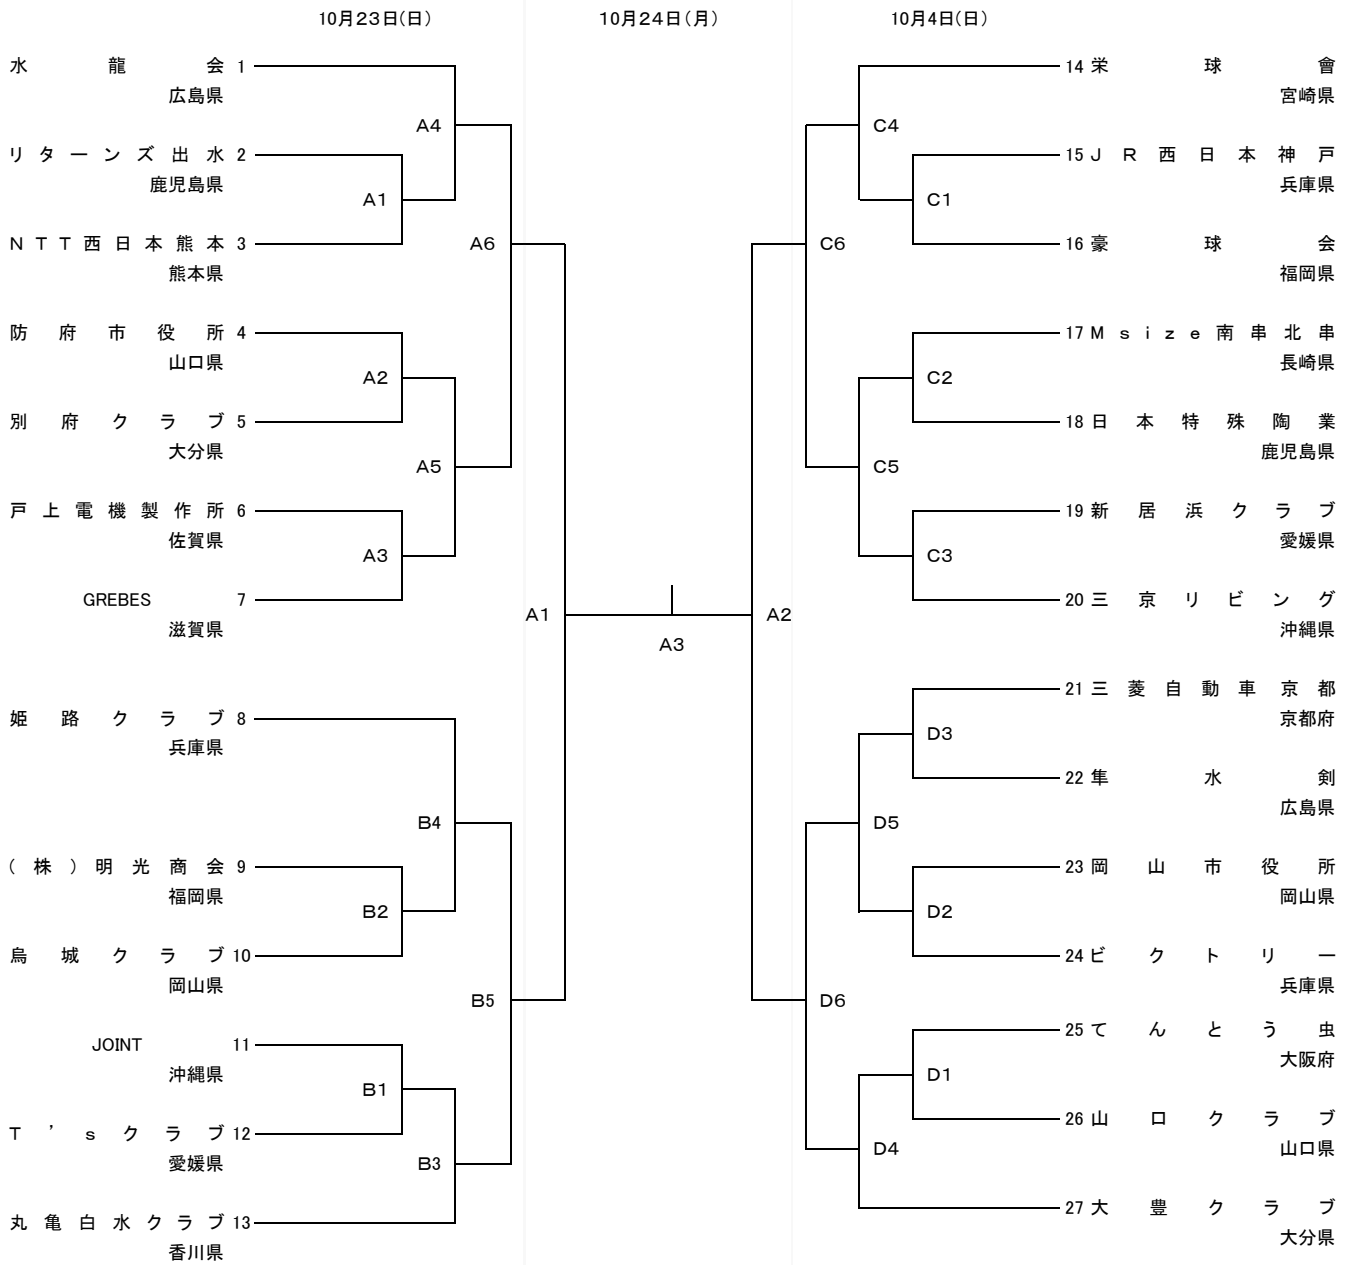 10月23日(日)
10月24日(月)
10月4日(日)
水龍会 1
広島県
A4
リターンズ出水 2
鹿児島県
A1
NTT西日本熊本 3
A6
熊本県
防府市役所 4
山口県
A2
別府クラブ 5
大分県
A5
戸上電機製作所 6
佐賀県
A3
GREBES 7
滋賀県
A1
A3
A2
姫路クラブ 8
兵庫県
B4
(株)明光商会 9
福岡県
B2
烏城クラブ 10
岡山県
B5
JOINT 11
沖縄県
B1
T'sクラブ 12
愛媛県
B3
丸亀白水クラブ 13
香川県
14 栄球會
宮崎県
C4
15 JR西日本神戸
兵庫県
C1
16 豪球会
C6
福岡県
17 Msize南串北串
長崎県
C2
18 日本特殊陶業
鹿児島県
C5
19 新居浜クラブ
愛媛県
C3
20 三京リビング
沖縄県
21 三菱自動車京都
京都府
D3
22 隼水剣
広島県
D5
23 岡山市役所
岡山県
D2
24 ビクトリー
兵庫県
D6
25 てんとう虫
大阪府
D1
26 山口クラブ
山口県
D4
27 大豊クラブ
大分県